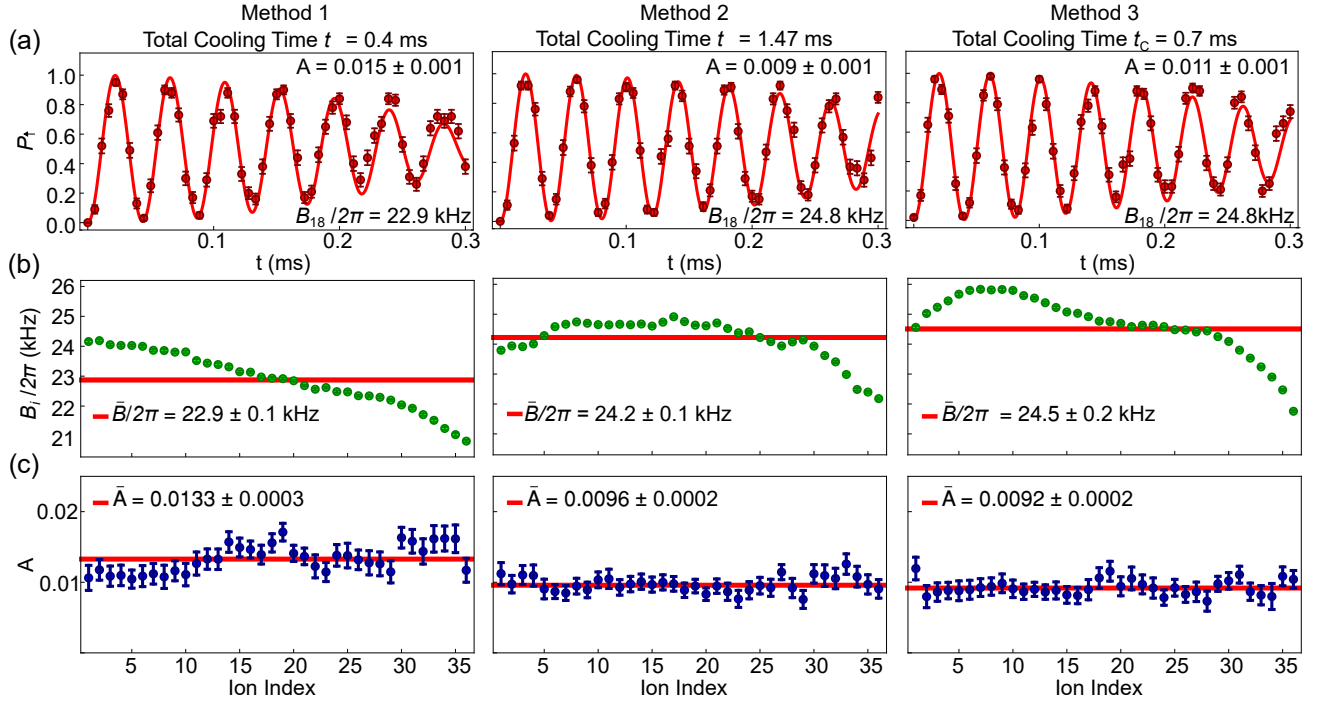 Method 1
Method 2
Method 3
(a)
Total Cooling Time t = 0.4 ms
Total Cooling Time t = 1.47 ms
Total Cooling Time t_C = 0.7 ms
A = 0.015 ± 0.001
A = 0.009 ± 0.001
A = 0.011 ± 0.001
P↑
1.0
0.8
0.6
0.4
0.2
0.0
B₁₈/2π = 22.9 kHz
B₁₈/2π = 24.8 kHz
B₁₈/2π = 24.8kHz
0.1 0.2 0.3
0.1 0.2 0.3
0.1 0.2 0.3
t (ms)
t (ms)
t (ms)
(b)
B_i/2π (kHz)
26
25
24
23
22
21
B̄/2π = 22.9 ± 0.1 kHz
B̄/2π = 24.2 ± 0.1 kHz
B̄/2π = 24.5 ± 0.2 kHz
(c)
A
0.02
0.01
Ā = 0.0133 ± 0.0003
Ā = 0.0096 ± 0.0002
Ā = 0.0092 ± 0.0002
5 10 15 20 25 30 35
5 10 15 20 25 30 35
5 10 15 20 25 30 35
Ion Index
Ion Index
Ion Index